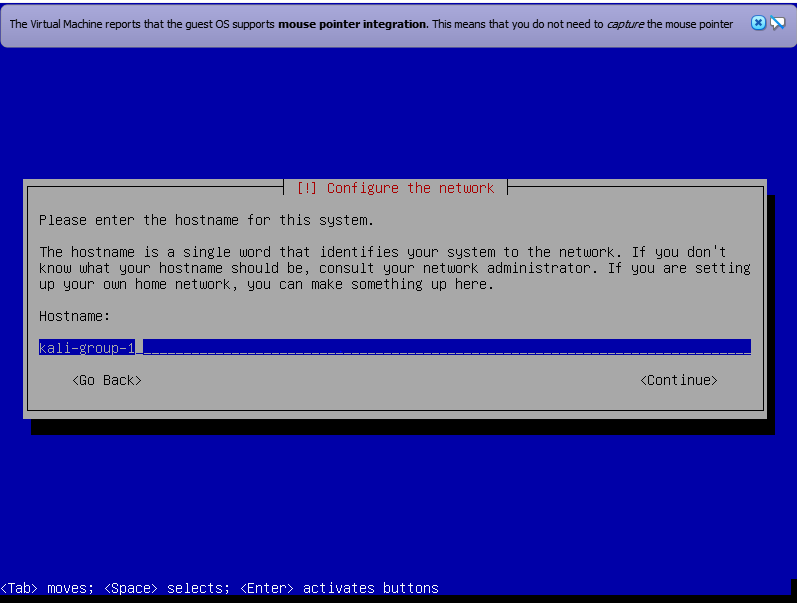 The Virtual Machine reports that the guest OS supports mouse pointer integration. This means that you do not need to capture the mouse pointer
[!] Configure the network
Please enter the hostname for this system.
The hostname is a single word that identifies your system to the network. If you don't
know what your hostname should be, consult your network administrator. If you are setting
up your own home network, you can make something up here.
Hostname:
kali-group-1
<Go Back> <Continue>
<Tab> moves; <Space> selects; <Enter> activates buttons